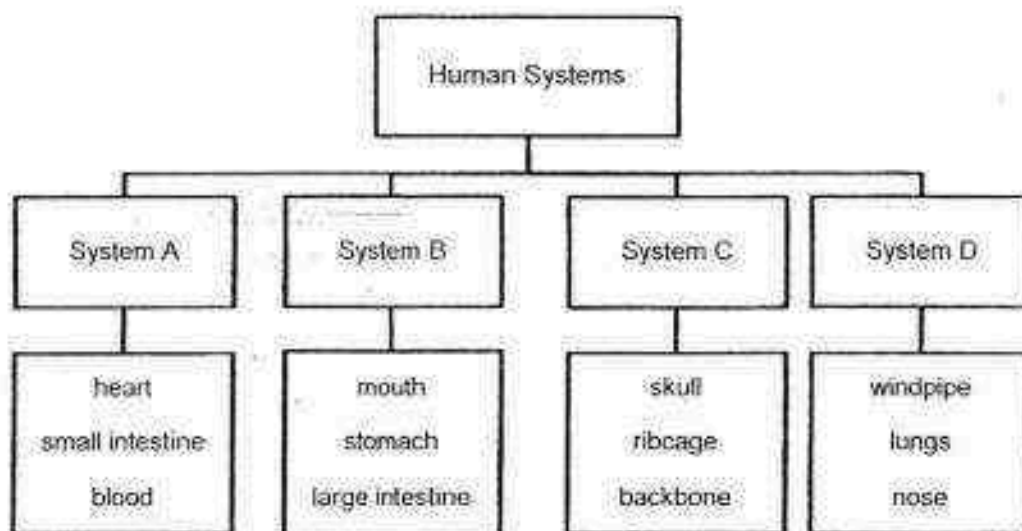 Human Systems
System A
System B
System C
System D
heart
small intestine
blood
mouth
stomach
large intestine
skull
ribcage
backbone
windpipe
lungs
nose